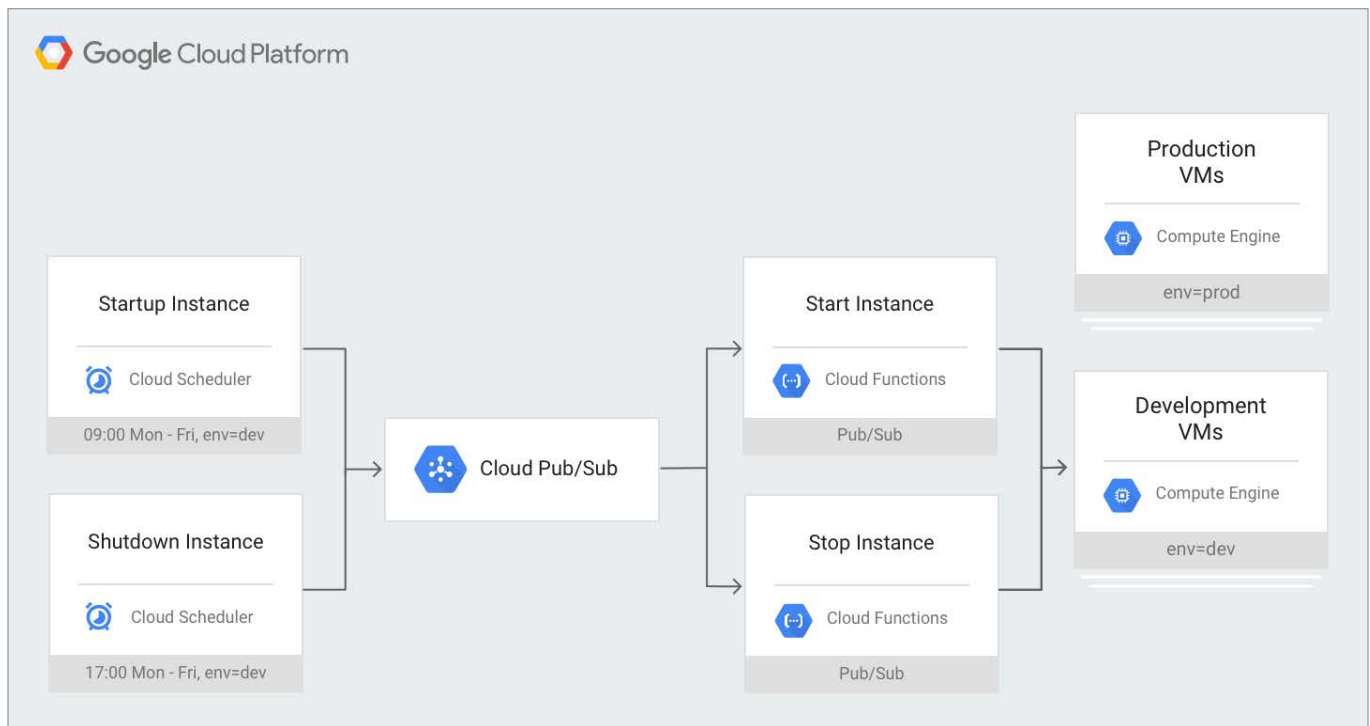 Google Cloud Platform
Startup Instance
Cloud Scheduler
09:00 Mon - Fri, env=dev
Shutdown Instance
Cloud Scheduler
17:00 Mon - Fri, env=dev
Cloud Pub/Sub
Start Instance
Cloud Functions
Pub/Sub
Stop Instance
Cloud Functions
Pub/Sub
Production
VMs
Compute Engine
env=prod
Development
VMs
Compute Engine
env=dev